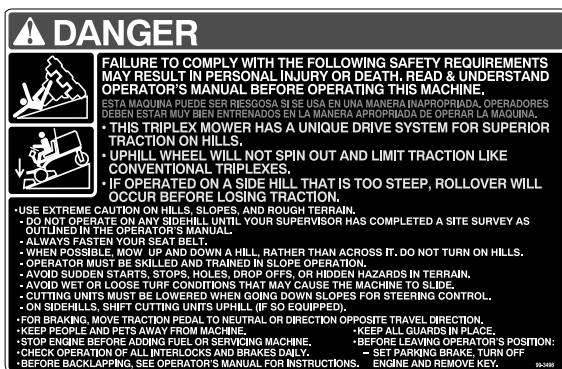 DANGER
FAILURE TO COMPLY WITH THE FOLLOWING SAFETY REQUIREMENTS
MAY RESULT IN PERSONAL INJURY OR DEATH. READ & UNDERSTAND
OPERATOR'S MANUAL BEFORE OPERATING THIS MACHINE.
ESTA MAQUINA PUEDE SER RIESGOSA SI SE USA EN UNA MANERA INAPROPRIADA. OPERADORES
DEBEN ESTAR MUY BIEN ENTRENADOS EN LA MANERA APROPRIADA DE OPERAR LA MAQUINA.
• THIS TRIPLEX MOWER HAS A UNIQUE DRIVE SYSTEM FOR SUPERIOR
TRACTION ON HILLS.
• UPHILL WHEEL WILL NOT SPIN OUT AND LIMIT TRACTION LIKE
CONVENTIONAL TRIPLEXES.
• IF OPERATED ON A SIDE HILL THAT IS TOO STEEP, ROLLOVER WILL
OCCUR BEFORE LOSING TRACTION.
•USE EXTREME CAUTION ON HILLS, SLOPES, AND ROUGH TERRAIN.
- DO NOT OPERATE ON ANY SIDEHILL UNTIL YOUR SUPERVISOR HAS COMPLETED A SITE SURVEY AS
OUTLINED IN THE OPERATOR'S MANUAL.
- ALWAYS FASTEN YOUR SEAT BELT.
- WHEN POSSIBLE, MOW UP AND DOWN A HILL, RATHER THAN ACROSS IT. DO NOT TURN ON HILLS.
- OPERATOR MUST BE SKILLED AND TRAINED IN SLOPE OPERATION.
- AVOID SUDDEN STARTS, STOPS, HOLES, DROP OFFS, OR HIDDEN HAZARDS IN TERRAIN.
- AVOID WET OR LOOSE TURF CONDITIONS THAT MAY CAUSE THE MACHINE TO SLIDE.
- CUTTING UNITS MUST BE LOWERED WHEN GOING DOWN SLOPES FOR STEERING CONTROL.
- ON SIDEHILLS, SHIFT CUTTING UNITS UPHILL (IF SO EQUIPPED).
•FOR BRAKING, MOVE TRACTION PEDAL TO NEUTRAL OR DIRECTION OPPOSITE TRAVEL DIRECTION.
•KEEP PEOPLE AND PETS AWAY FROM MACHINE.
•STOP ENGINE BEFORE ADDING FUEL OR SERVICING MACHINE.
•CHECK OPERATION OF ALL INTERLOCKS AND BRAKES DAILY.
•BEFORE BACKLAPPING, SEE OPERATOR'S MANUAL FOR INSTRUCTIONS.
•KEEP ALL GUARDS IN PLACE.
•BEFORE LEAVING OPERATOR'S POSITION:
– SET PARKING BRAKE, TURN OFF
ENGINE AND REMOVE KEY.
99-3496